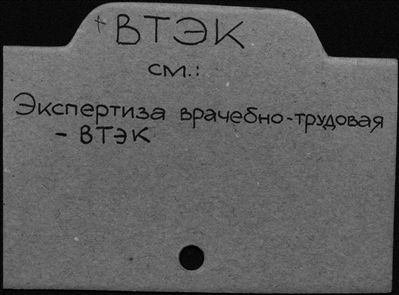 + ВТЭК
см.:
Экспертиза врачебно-трудовая
- ВТЭК